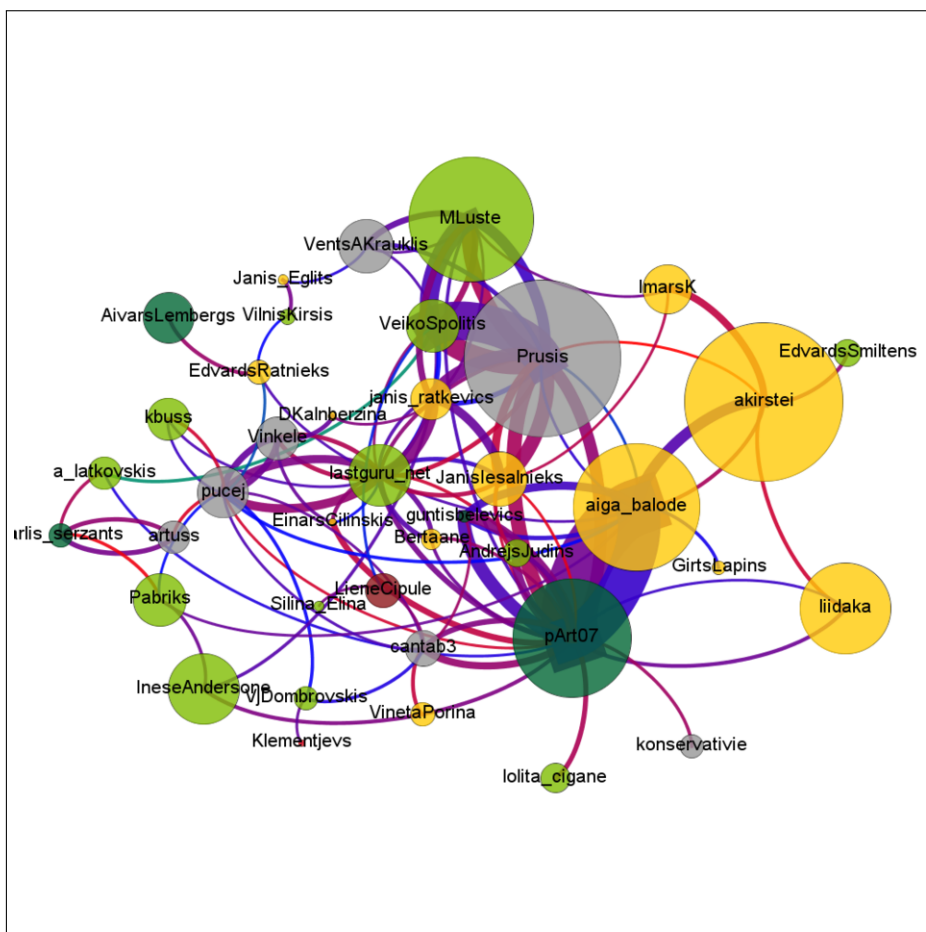 MLuste
VentsAKrauklis
Janis_Eglits
ImarsK
AivarsLembergs
VilnisKirsis
VeikoSpolitis
Prusis
EdvardsSmiltens
EdvardsRatnieks
akirstei
janis_ratkevics
kbuss
DKalnberzina
Vinkele
a_latkovskis
lastguru_net
JanisIesalnieks
pucej
aiga_balode
EinarsCilinskis
guntisbelevics
arlis_serzants
artuss
Bertaane
AndrejsJudins
GirtsLapins
LieneCipule
Pabriks
Silina_Elina
liidaka
pArt07
cantab3
IneseAndersone
VjDombrovskis
VinetaPorina
Klementjevs
konservativie
lolita_cigane